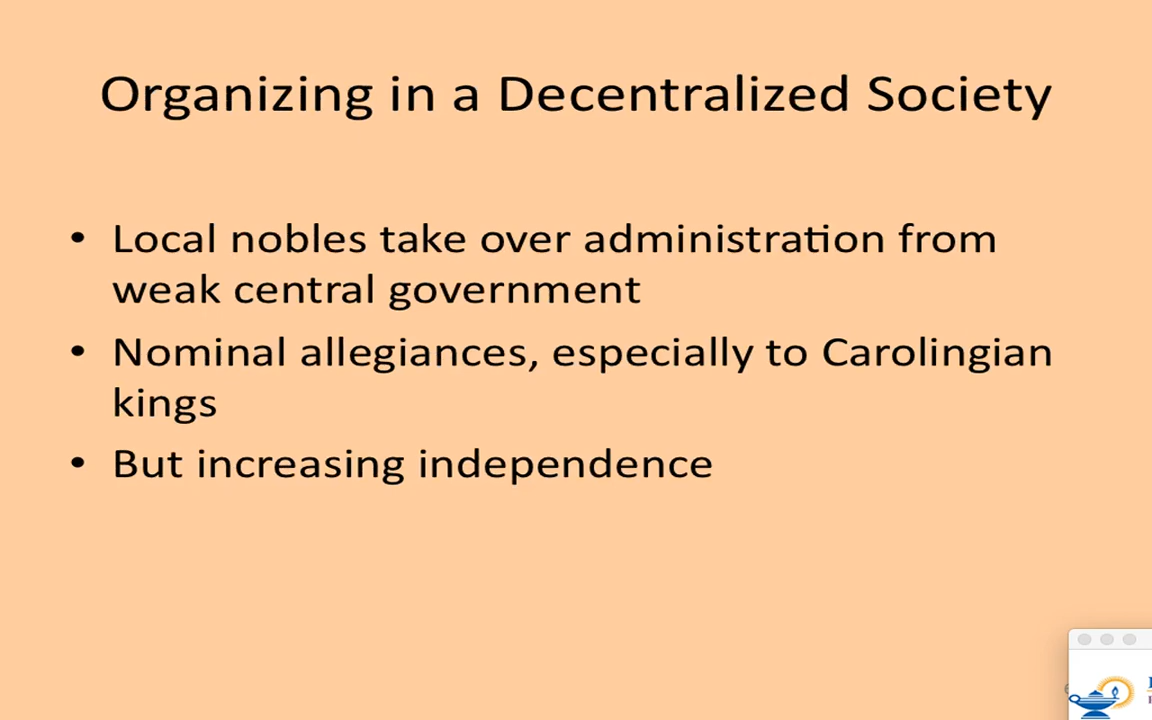 Organizing in a Decentralized Society
• Local nobles take over administration from
weak central government
• Nominal allegiances, especially to Carolingian
kings
• But increasing independence